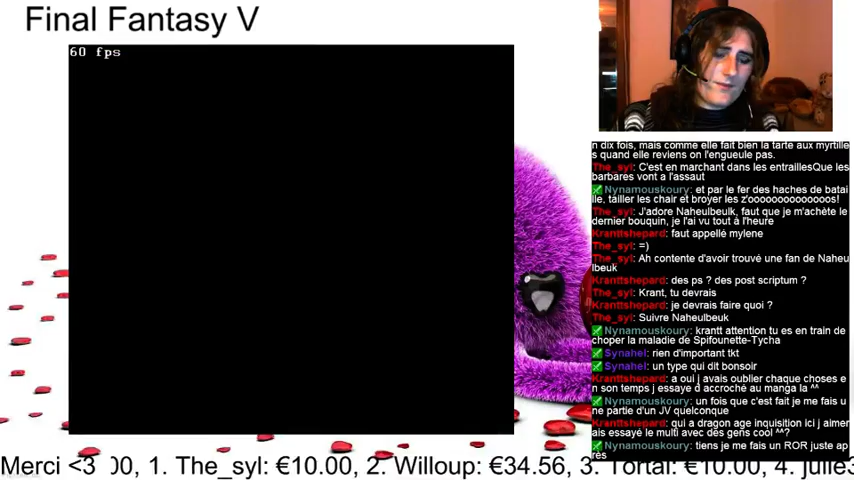 Final Fantasy V
60 fps
n dix fois, mais comme elle fait bien la tarte aux myrtille
s quand elle reviens on l'engueule pas.
The_syl: C'est en marchant dans les entraillesQue les
barbares vont a l'assaut
Nynamouskoury: et par le fer des haches de batai
lle, tailler les chair et broyer les z'oooooooooooooos!
The_syl: J'adore Naheulbeulk, faut que je m'achète le
dernier bouquin, je l'ai vu tout à l'heure
Kranttshepard: faut appellé mylene
The_syl: =)
The_syl: Ah contente d'avoir trouvé une fan de Naheu
lbeuk
Kranttshepard: des ps ? des post scriptum ?
The_syl: Krant, tu devrais
Kranttshepard: je devrais faire quoi ?
The_syl: Suivre Naheulbeuk
Nynamouskoury: krantt attention tu es en train de
choper la maladie de Spifounette-Tycha
Synahel: rien d'important tkt
Synahel: un type qui dit bonsoir
Kranttshepard: a oui j avais oublier chaque choses e
n son temps j essaye d accroché au manga la ^^
Nynamouskoury: un fois que c'est fait je me fais u
ne partie d'un JV quelconque
Kranttshepard: qui a dragon age inquisition ici j aimer
ais essayé le multi avec des gens cool ^^?
Nynamouskoury: tiens je me fais un ROR juste ap
rès
Merci <3 00, 1. The_syl: €10.00, 2. Willoup: €34.56, 3. Tortal: €10.00, 4. julie3